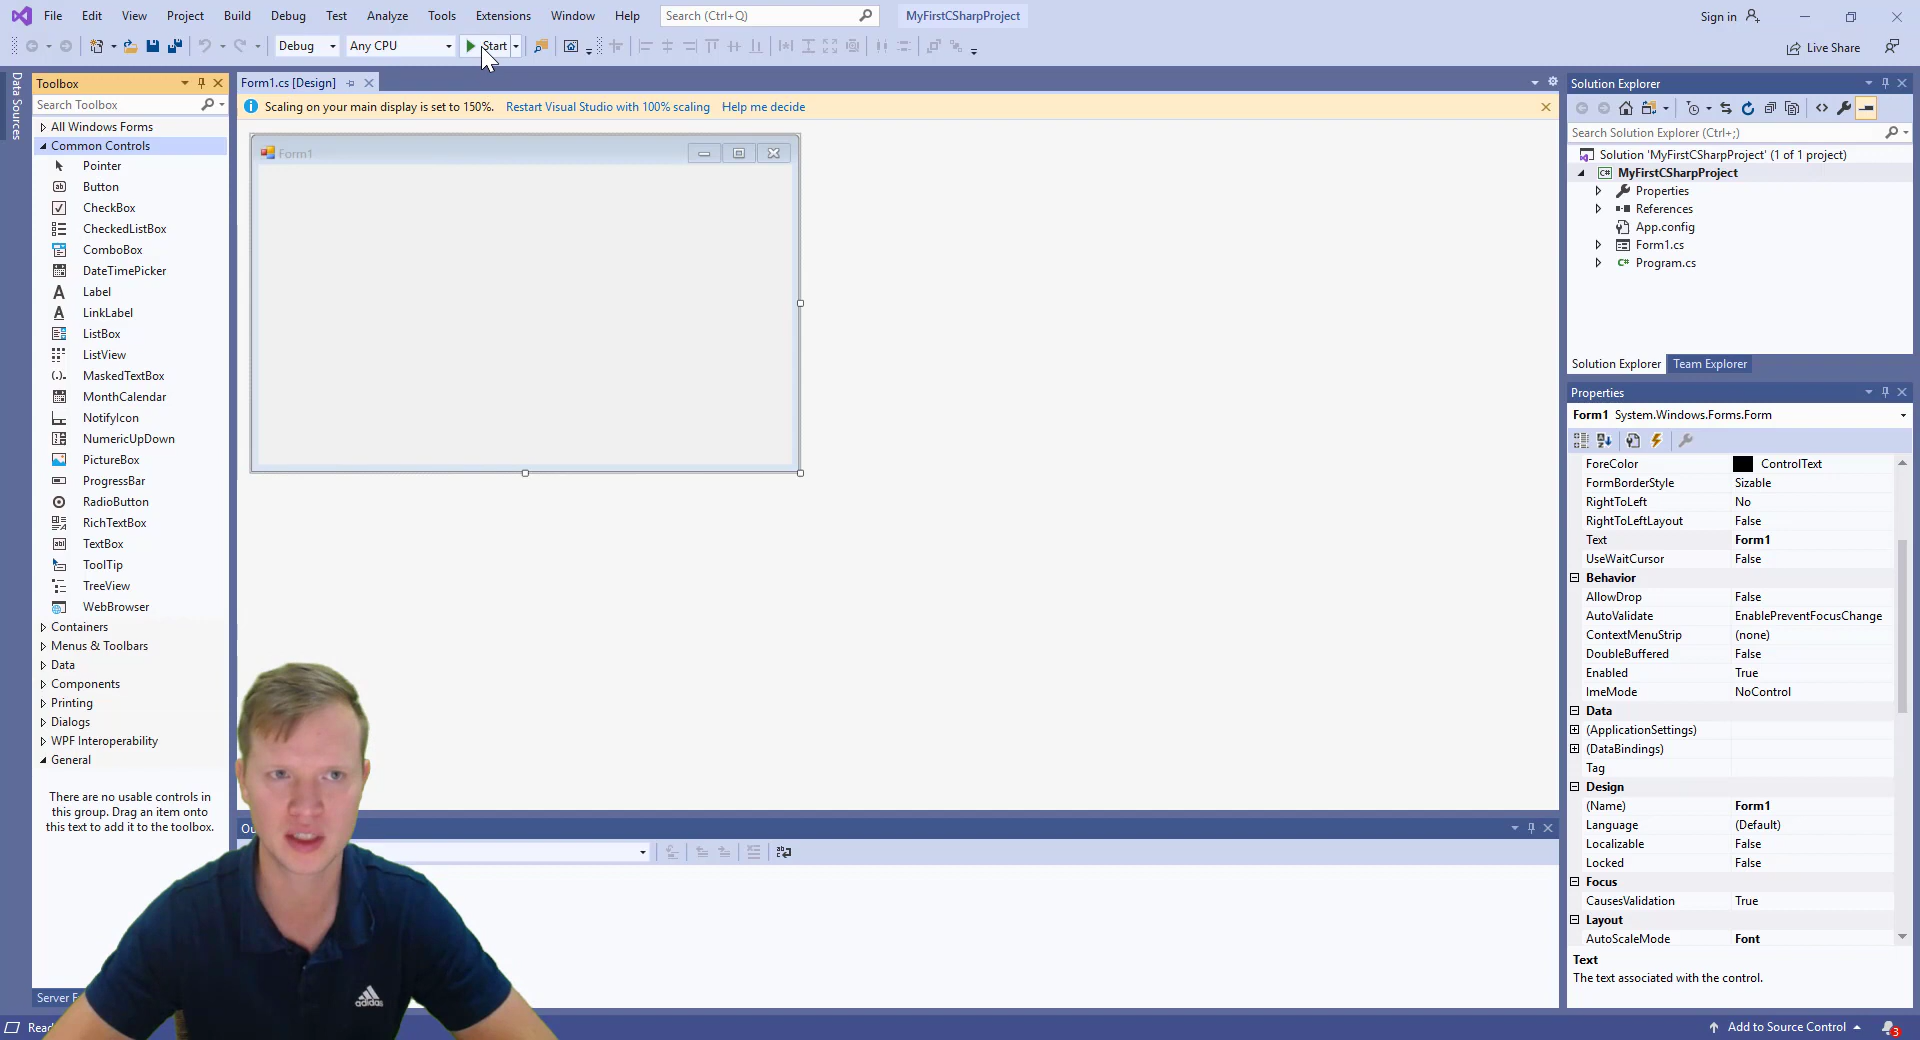 File Edit View Project Build Debug Test Analyze Tools Extensions Window Help Search (Ctrl+Q) MyFirstCSharpProject Sign in
Debug Any CPU Start Live Share
Data Sources
Toolbox
Search Toolbox
All Windows Forms
Common Controls
Pointer
Button
CheckBox
CheckedListBox
ComboBox
DateTimePicker
Label
LinkLabel
ListBox
ListView
MaskedTextBox
MonthCalendar
NotifyIcon
NumericUpDown
PictureBox
ProgressBar
RadioButton
RichTextBox
TextBox
ToolTip
TreeView
WebBrowser
Containers
Menus & Toolbars
Data
Components
Printing
Dialogs
WPF Interoperability
General
There are no usable controls in
this group. Drag an item onto
this text to add it to the toolbox.
Server
Form1.cs [Design]
Scaling on your main display is set to 150%. Restart Visual Studio with 100% scaling Help me decide
Form1
adidas
Solution Explorer
Search Solution Explorer (Ctrl+;)
Solution 'MyFirstCSharpProject' (1 of 1 project)
MyFirstCSharpProject
Properties
References
App.config
Form1.cs
Program.cs
Solution Explorer Team Explorer
Properties
Form1 System.Windows.Forms.Form
ForeColor ControlText
FormBorderStyle Sizable
RightToLeft No
RightToLeftLayout False
Text Form1
UseWaitCursor False
Behavior
AllowDrop False
AutoValidate EnablePreventFocusChange
ContextMenuStrip (none)
DoubleBuffered False
Enabled True
ImeMode NoControl
Data
(ApplicationSettings)
(DataBindings)
Tag
Design
(Name) Form1
Language (Default)
Localizable False
Locked False
Focus
CausesValidation True
Layout
AutoScaleMode Font
Text
The text associated with the control.
Add to Source Control 3